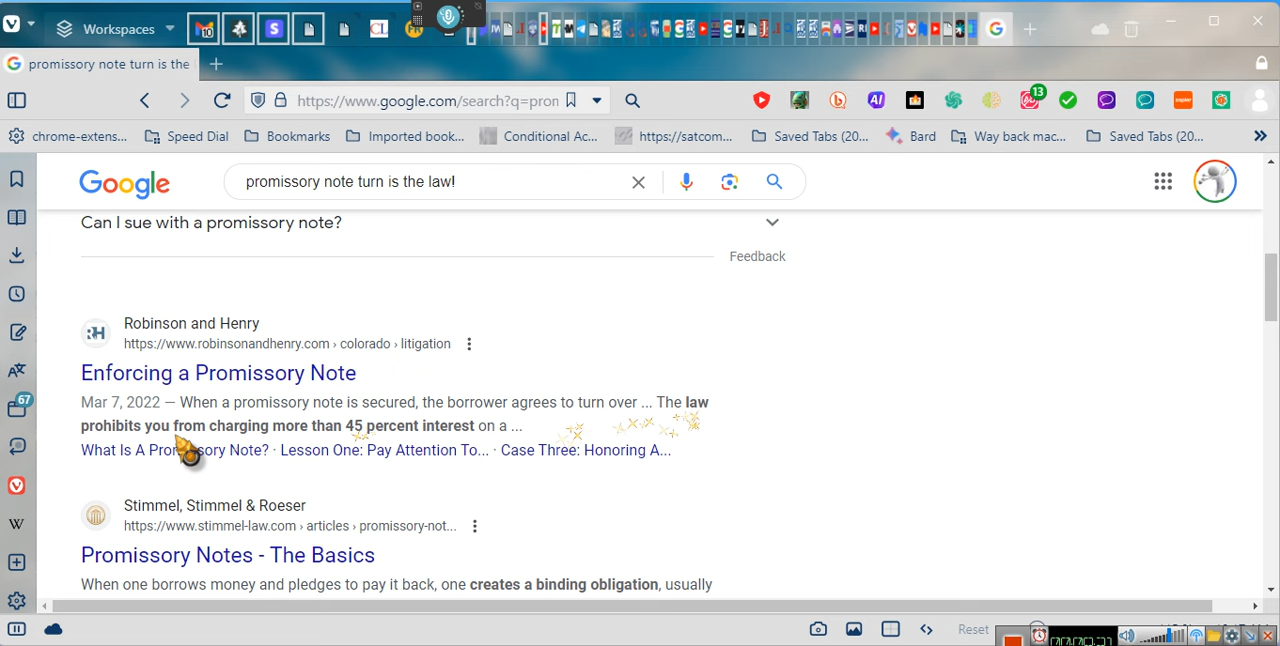 Workspaces
promissory note turn is the
https://www.google.com/search?q=pron
13
chrome-extens...
Speed Dial
Bookmarks
Imported book...
Conditional Ac...
https://satcom...
Saved Tabs (20...
Bard
Way back mac...
Saved Tabs (20...
Google
promissory note turn is the law!
Can I sue with a promissory note?
Feedback
Robinson and Henry
https://www.robinsonandhenry.com › colorado › litigation
Enforcing a Promissory Note
Mar 7, 2022 — When a promissory note is secured, the borrower agrees to turn over ... The law
prohibits you from charging more than 45 percent interest on a ...
What Is A Promissory Note? · Lesson One: Pay Attention To... · Case Three: Honoring A...
67
Stimmel, Stimmel & Roeser
https://www.stimmel-law.com › articles › promissory-not...
Promissory Notes - The Basics
When one borrows money and pledges to pay it back, one creates a binding obligation, usually
Reset